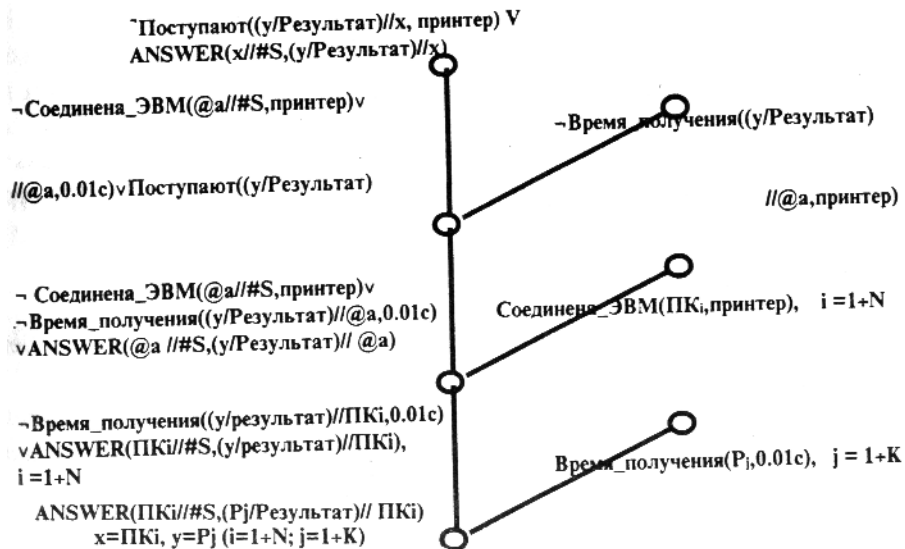 ¬Поступают((y/Результат)//x, принтер) V
ANSWER(x//#S,(y/Результат)//x)
¬Соединена_ЭВМ(@a//#S,принтер)v
¬Время_получения((y/Результат)
//@a,0.01c)vПоступают((y/Результат)
//@a,принтер)
¬ Соединена_ЭВМ(@a//#S,принтер)v
¬Время_получения((y/Результат)//@a,0.01c)
vANSWER(@a //#S,(y/Результат)// @a)
Соединена_ЭВМ(ПКi,принтер), i =1+N
¬Время_получения((y/результат)//ПКi,0.01c)
vANSWER(ПКi//#S,(y/результат)//ПКi),
i =1+N
Время_получения(Pj,0.01c), j = 1+K
ANSWER(ПКi//#S,(Pj/Результат)// ПКi)
x=ПКi, y=Pj (i=1+N; j=1+K)